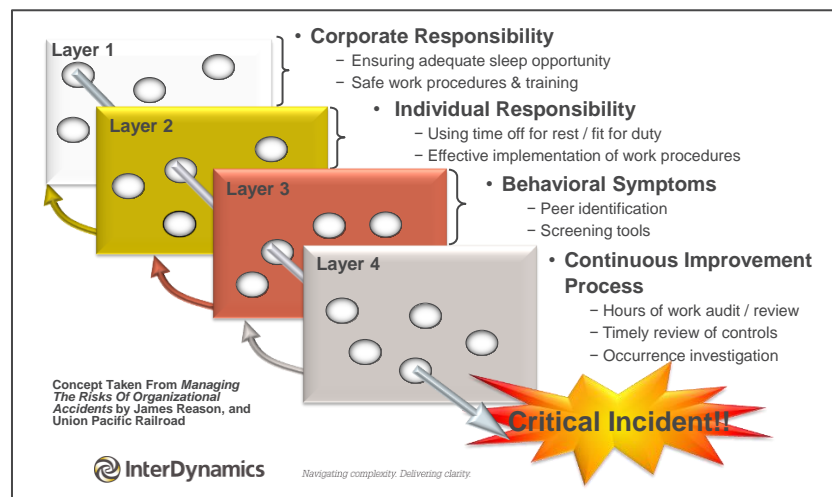 Layer 1
• Corporate Responsibility
− Ensuring adequate sleep opportunity
− Safe work procedures & training
Layer 2
• Individual Responsibility
− Using time off for rest / fit for duty
− Effective implementation of work procedures
Layer 3
• Behavioral Symptoms
− Peer identification
− Screening tools
Layer 4
• Continuous Improvement
Process
− Hours of work audit / review
− Timely review of controls
− Occurrence investigation
Concept Taken From Managing
The Risks Of Organizational
Accidents by James Reason, and
Union Pacific Railroad
Critical Incident!!
InterDynamics
Navigating complexity. Delivering clarity.